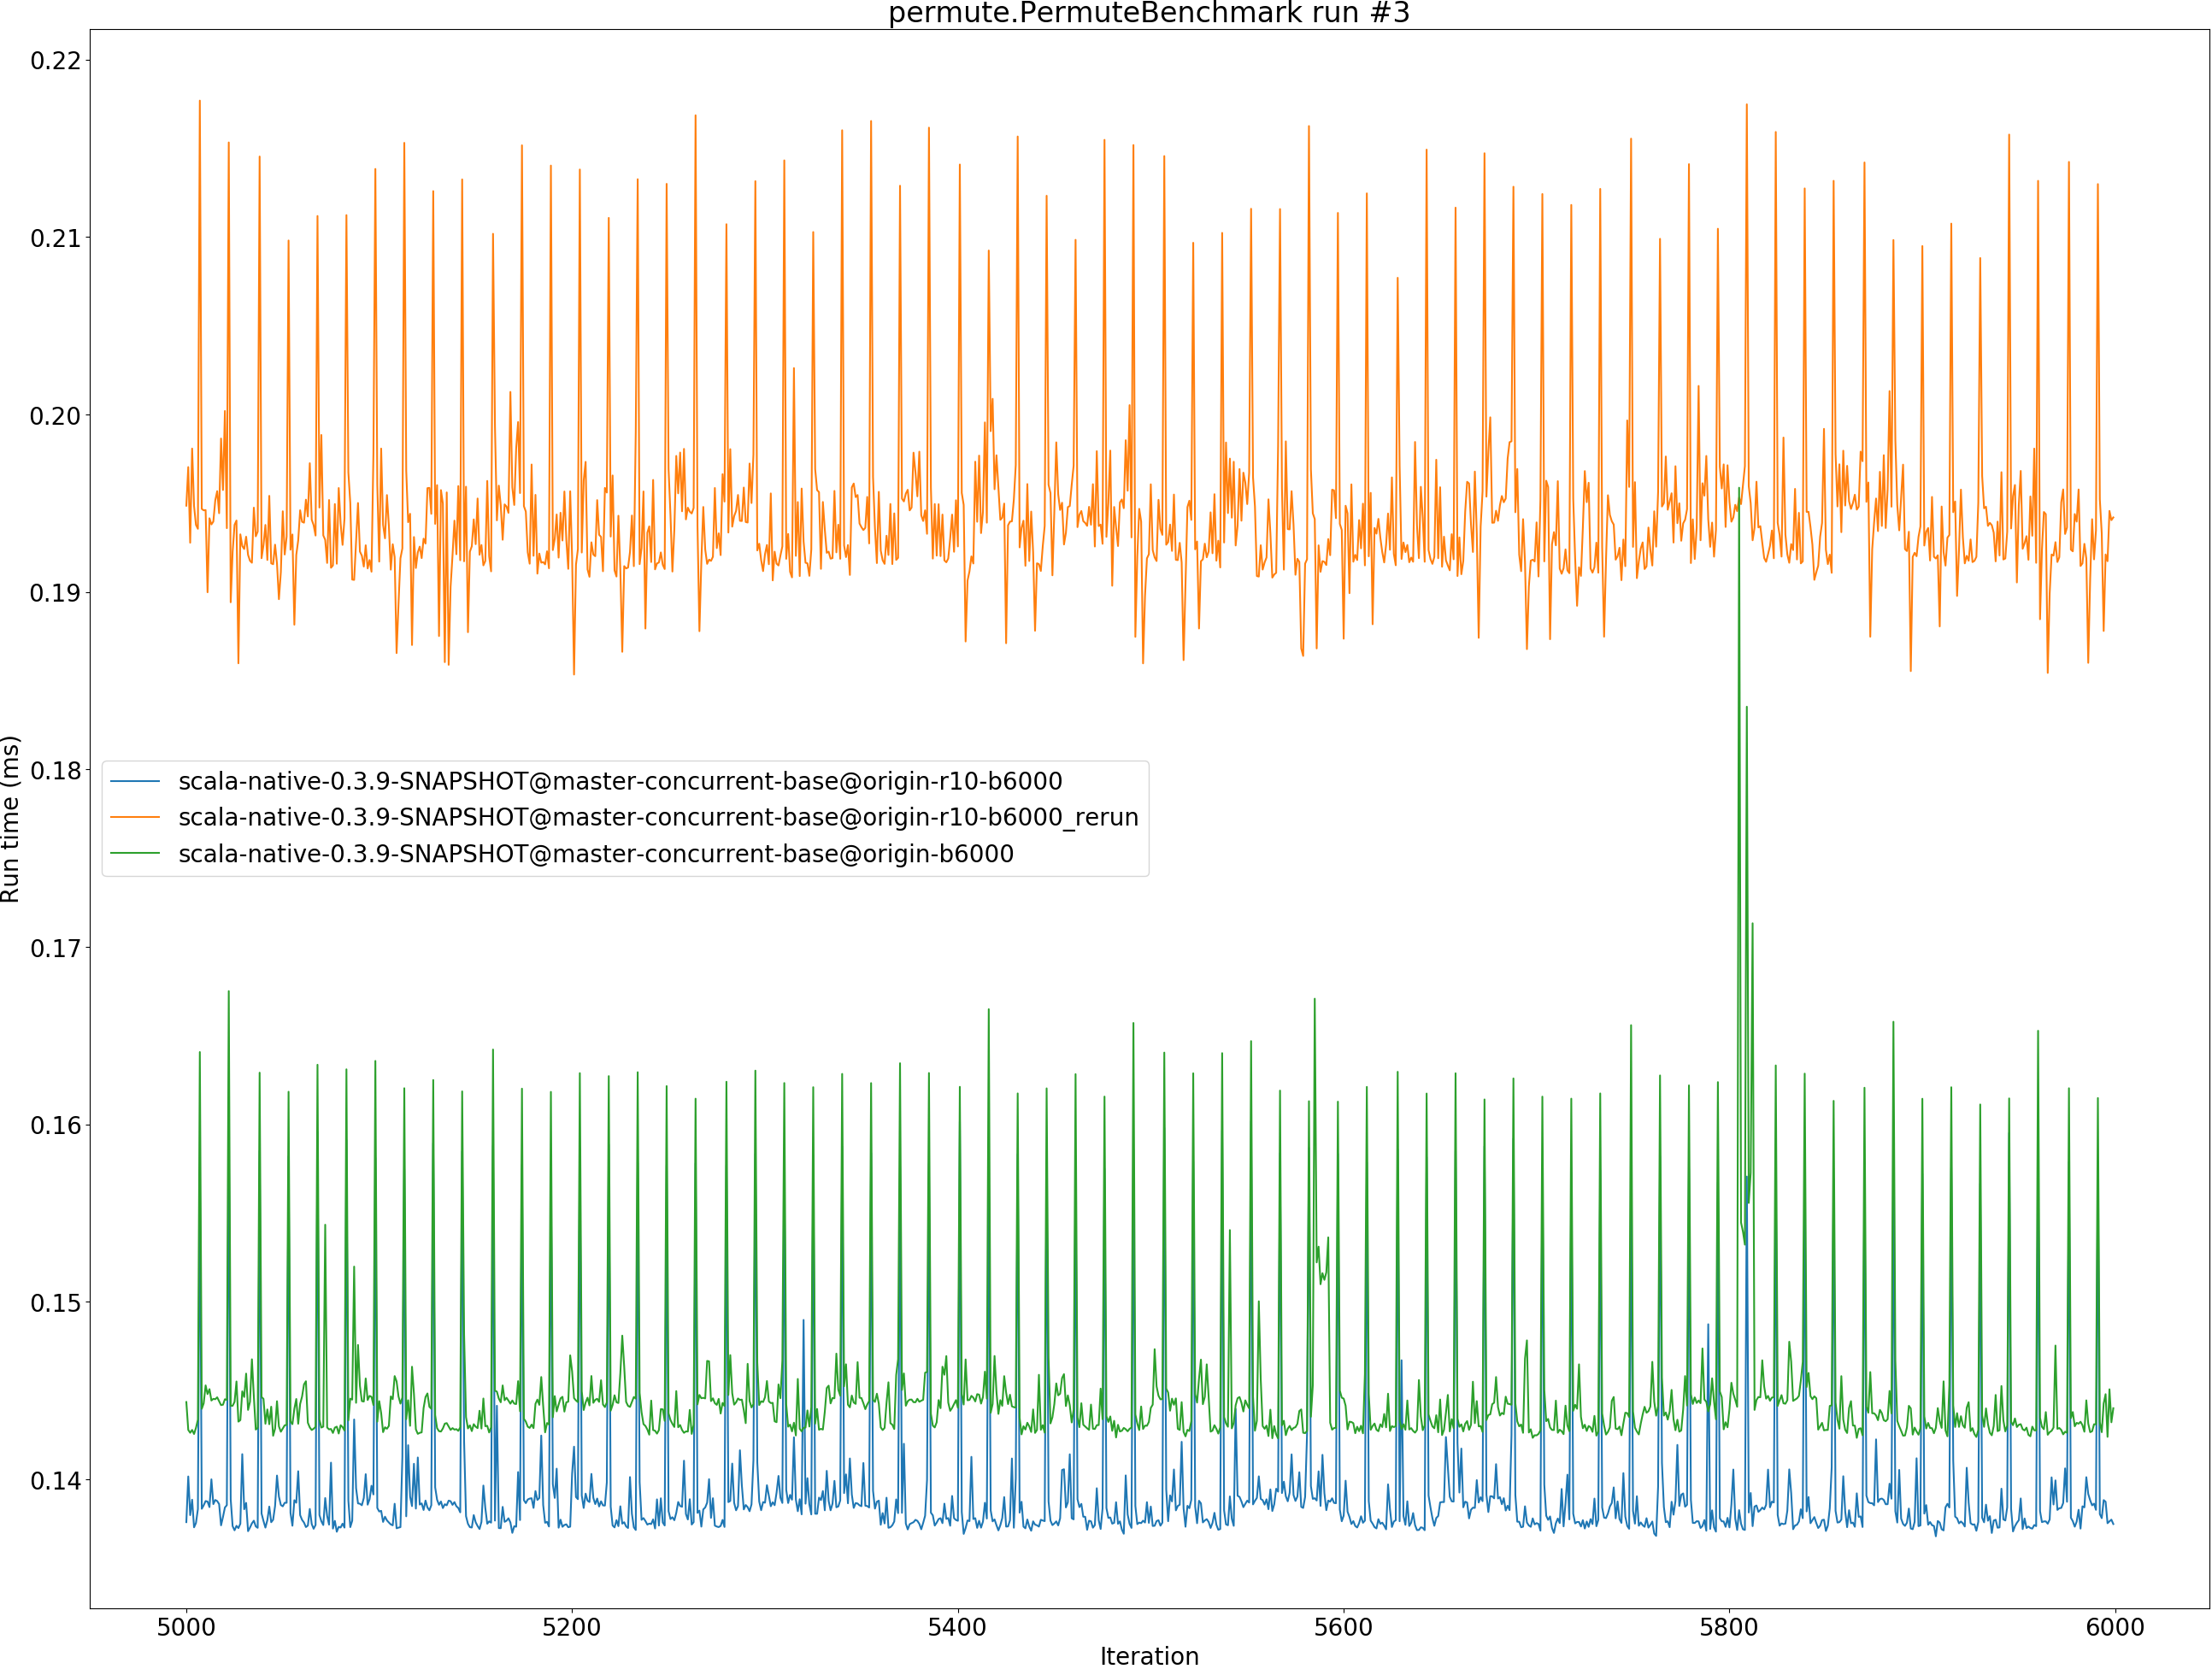 permute.PermuteBenchmark run #3
0.22
0.21
0.20
0.19
0.18
0.17
0.16
0.15
0.14
Run time (ms)
scala-native-0.3.9-SNAPSHOT@master-concurrent-base@origin-r10-b6000
scala-native-0.3.9-SNAPSHOT@master-concurrent-base@origin-r10-b6000_rerun
scala-native-0.3.9-SNAPSHOT@master-concurrent-base@origin-b6000
5000 5200 5400 5600 5800 6000
Iteration